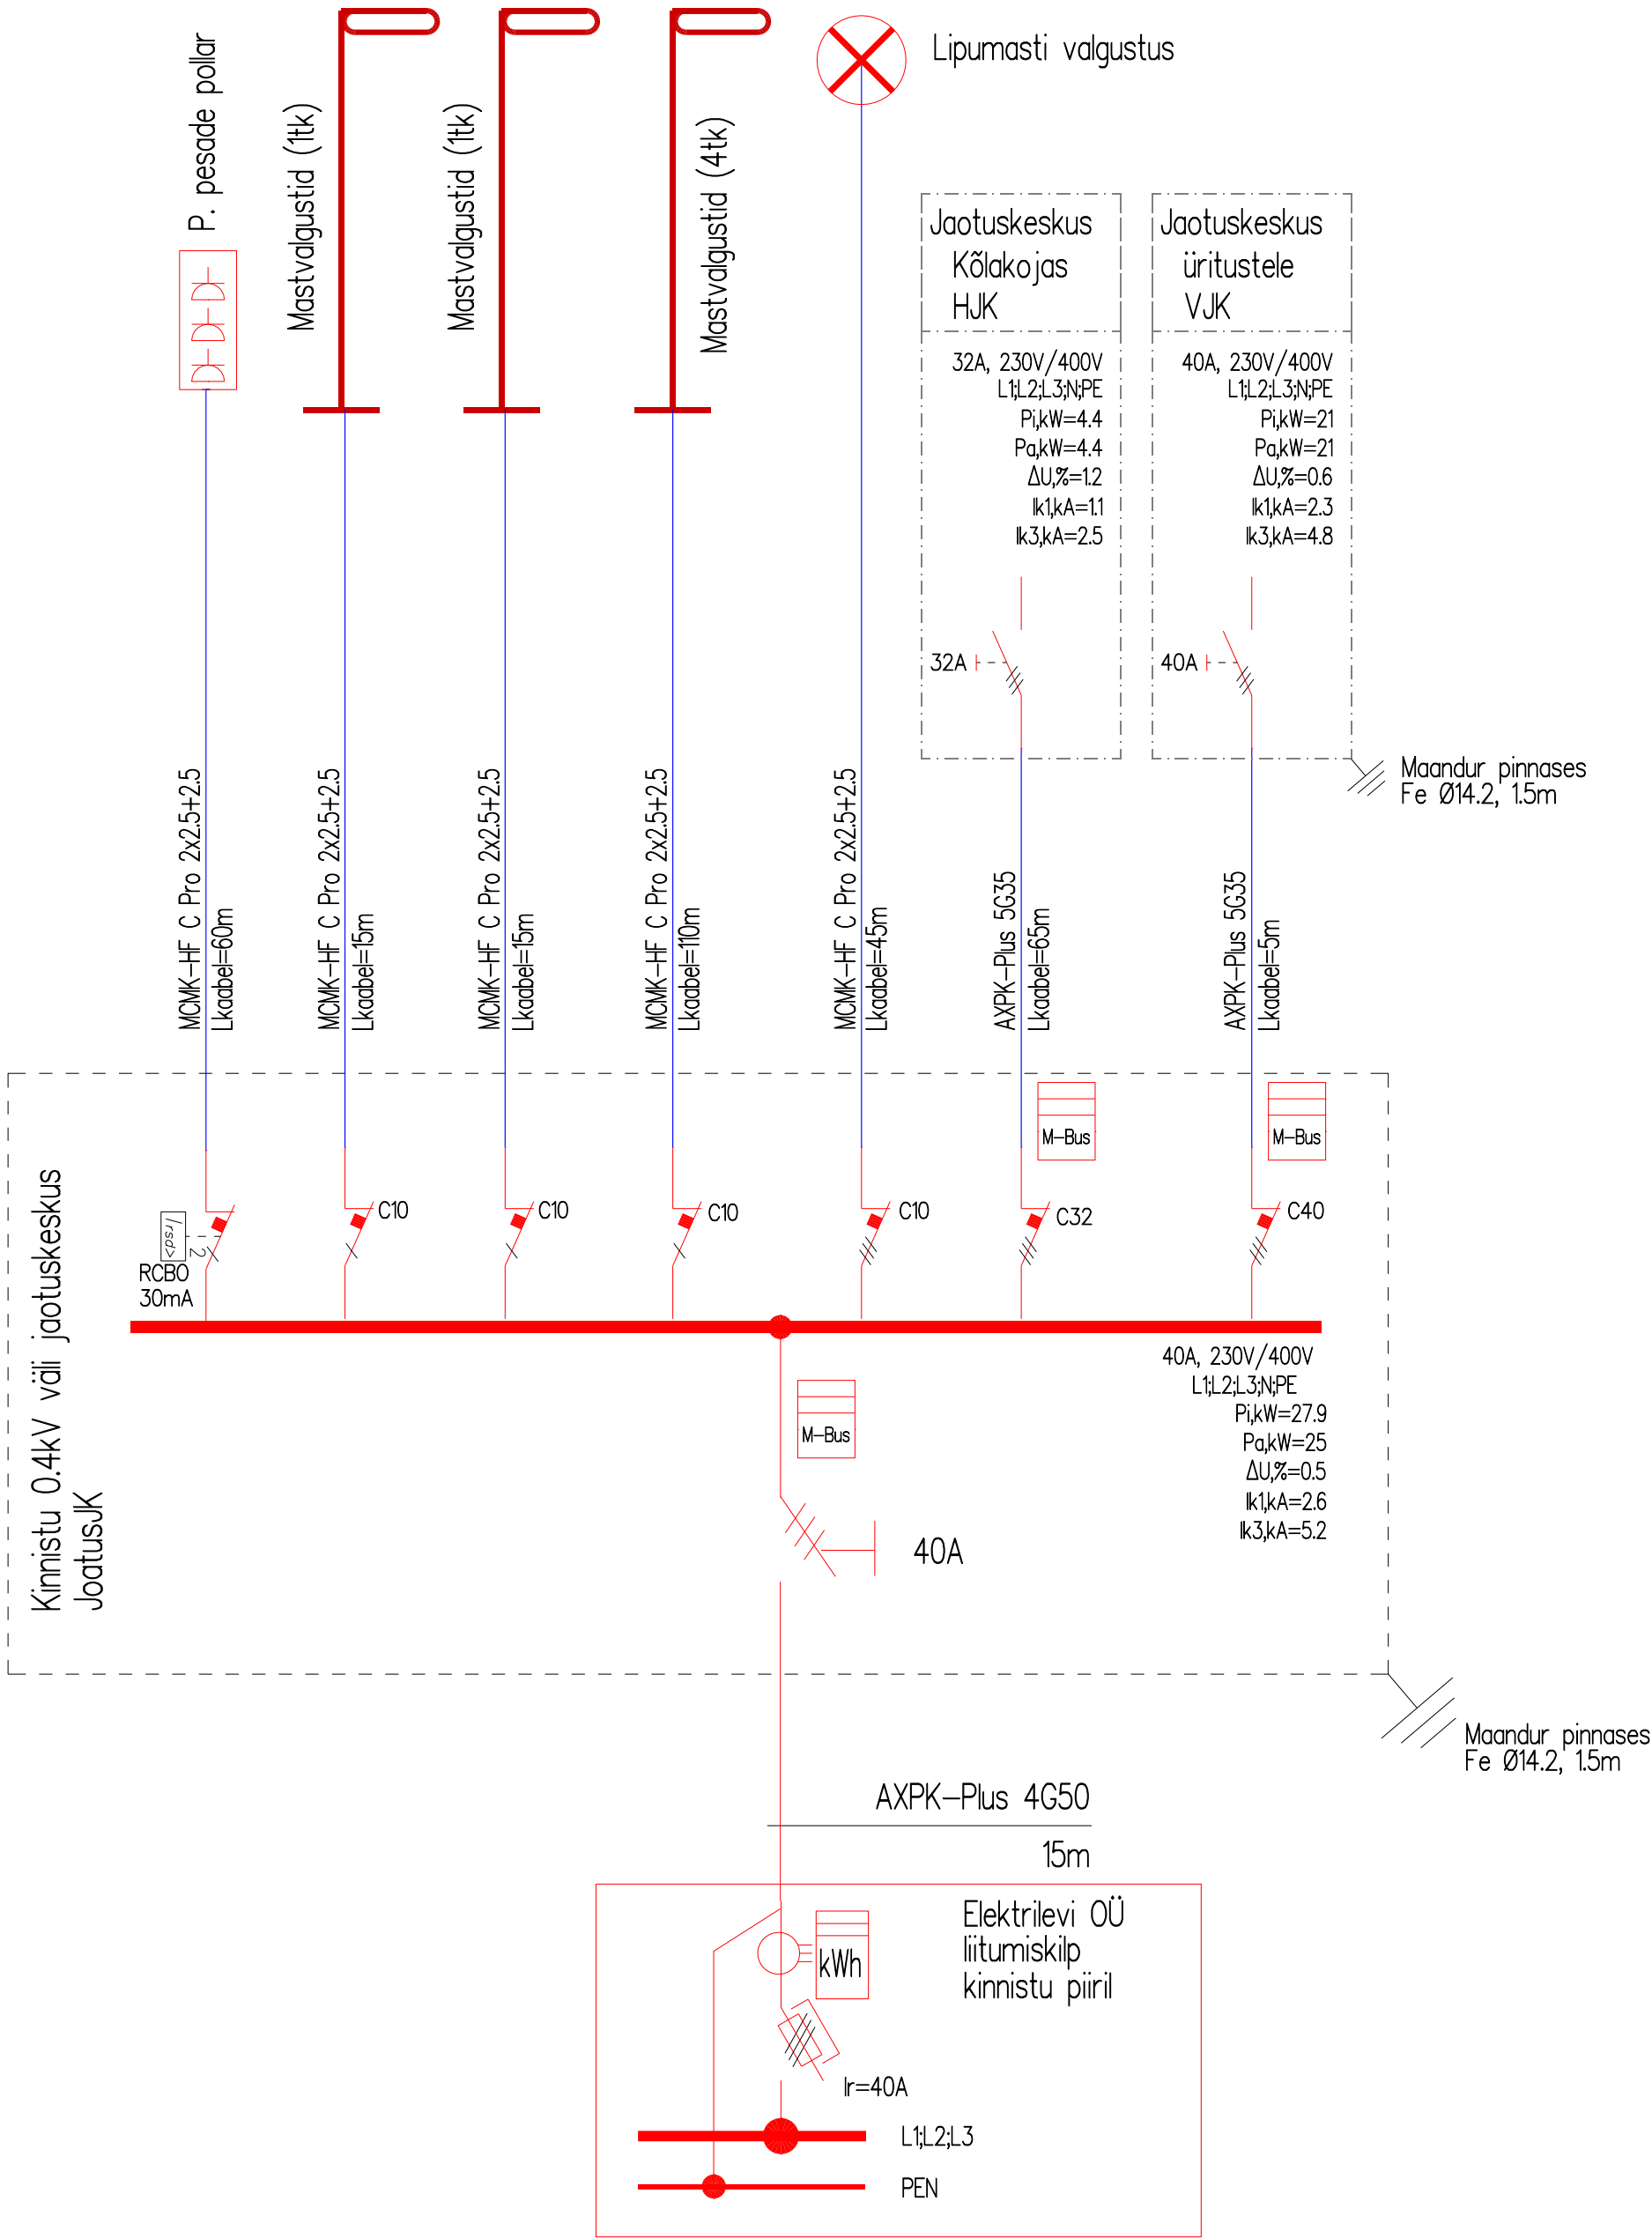 P. pesade pollar
Mastvalgustid (1tk)
Mastvalgustid (1tk)
Mastvalgustid (4tk)
Lipumasti valgustus
Jaotuskeskus
Kõlakojas
HJK
32A, 230V/400V
L1;L2;L3;N;PE
Pi,kW=4.4
Pa,kW=4.4
ΔU,%=1.2
Ik1,kA=1.1
Ik3,kA=2.5
32A
Jaotuskeskus
üritustele
VJK
40A, 230V/400V
L1;L2;L3;N;PE
Pi,kW=21
Pa,kW=21
ΔU,%=0.6
Ik1,kA=2.3
Ik3,kA=4.8
40A
Maandur pinnases
Fe Ø14.2, 1.5m
MCMK-HF C Pro 2x2.5+2.5
Lkaabel=60m
MCMK-HF C Pro 2x2.5+2.5
Lkaabel=15m
MCMK-HF C Pro 2x2.5+2.5
Lkaabel=15m
MCMK-HF C Pro 2x2.5+2.5
Lkaabel=110m
MCMK-HF C Pro 2x2.5+2.5
Lkaabel=45m
AXPK-Plus 5G35
Lkaabel=65m
AXPK-Plus 5G35
Lkaabel=5m
Kinnistu 0.4kV väli jaotuskeskus
JoatusJK
M-Bus
M-Bus
Irsd>
2
RCBO
30mA
C10
C10
C10
C10
C32
C40
40A, 230V/400V
L1;L2;L3;N;PE
Pi,kW=27.9
Pa,kW=25
ΔU,%=0.5
Ik1,kA=2.6
Ik3,kA=5.2
M-Bus
40A
Maandur pinnases
Fe Ø14.2, 1.5m
AXPK-Plus 4G50
15m
Elektrilevi OÜ
liitumiskilp
kinnistu piiril
kWh
Ir=40A
L1;L2;L3
PEN